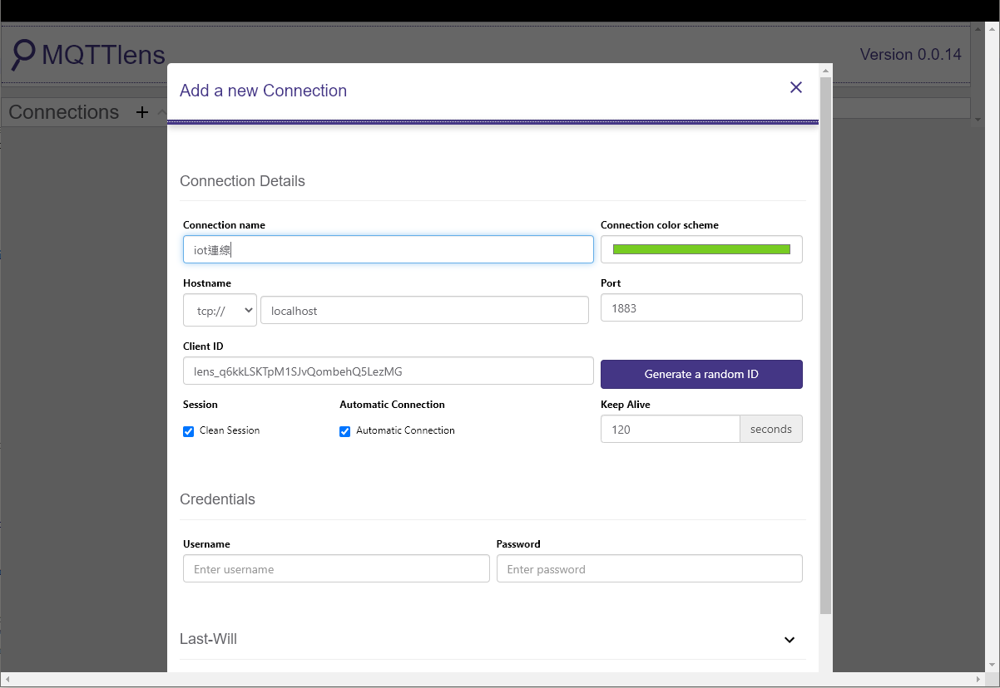 MQTTlens
Version 0.0.14
Connections +
Add a new Connection
Connection Details
Connection name
Connection color scheme
iot連線
Hostname
Port
tcp://
localhost
1883
Client ID
lens_q6kkLSKTpM1SJvQombehQ5LezMG
Generate a random ID
Session
Automatic Connection
Keep Alive
Clean Session
Automatic Connection
120
seconds
Credentials
Username
Password
Enter username
Enter password
Last-Will